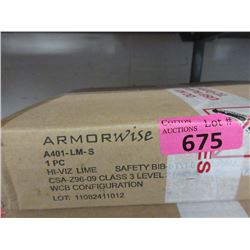 ARMORWISE
A401-LM-S
1 PC
HI-VIZ LIME SAFETY BIB
CSA-Z96-09 CLASS 3 LEVEL
WCB CONFIGURATION
LOT: 11082411012
AUCTIONS Lot #
675